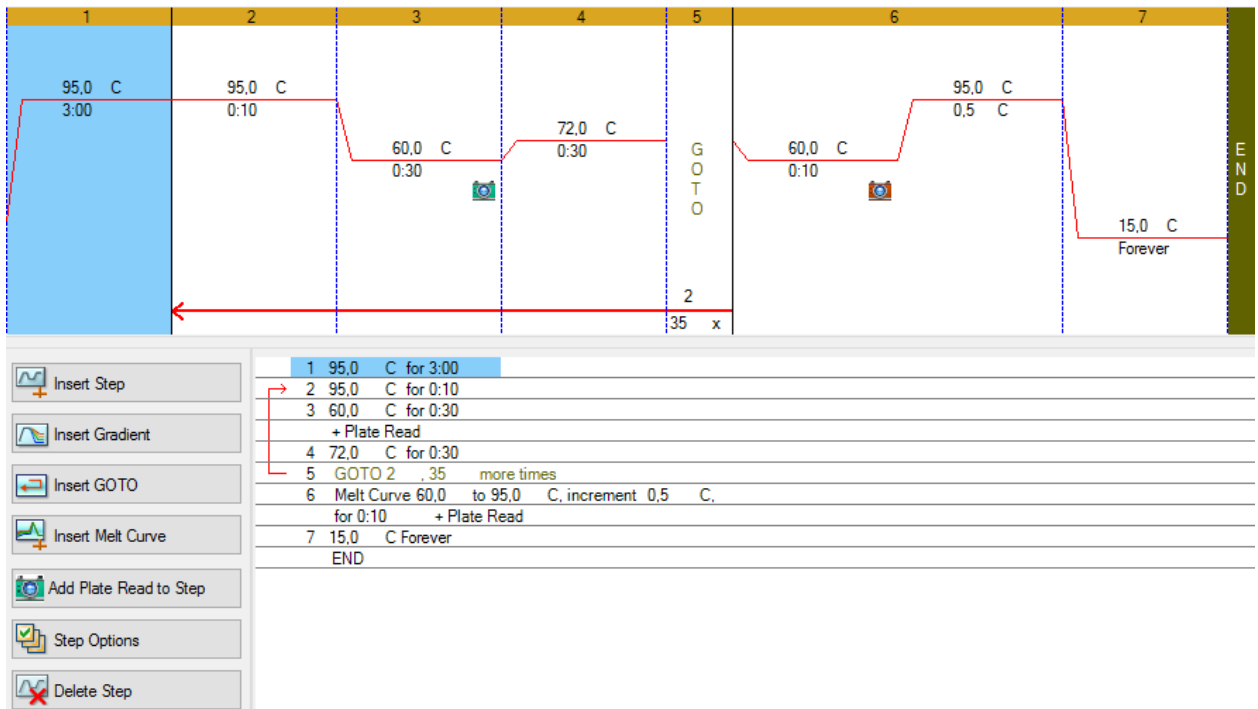 1 2 3 4 5 6 7
95,0 C 95,0 C 95,0 C
3:00 0:10 0,5 C
72,0 C
0:30
60,0 C 60,0 C
0:30 0:10
GOTO
END
15,0 C
Forever
2
35 x
Insert Step
Insert Gradient
Insert GOTO
Insert Melt Curve
Add Plate Read to Step
Step Options
Delete Step
1 95,0 C for 3:00
2 95,0 C for 0:10
3 60,0 C for 0:30
+ Plate Read
4 72,0 C for 0:30
5 GOTO 2 , 35 more times
6 Melt Curve 60,0 to 95,0 C, increment 0,5 C,
for 0:10 + Plate Read
7 15,0 C Forever
END